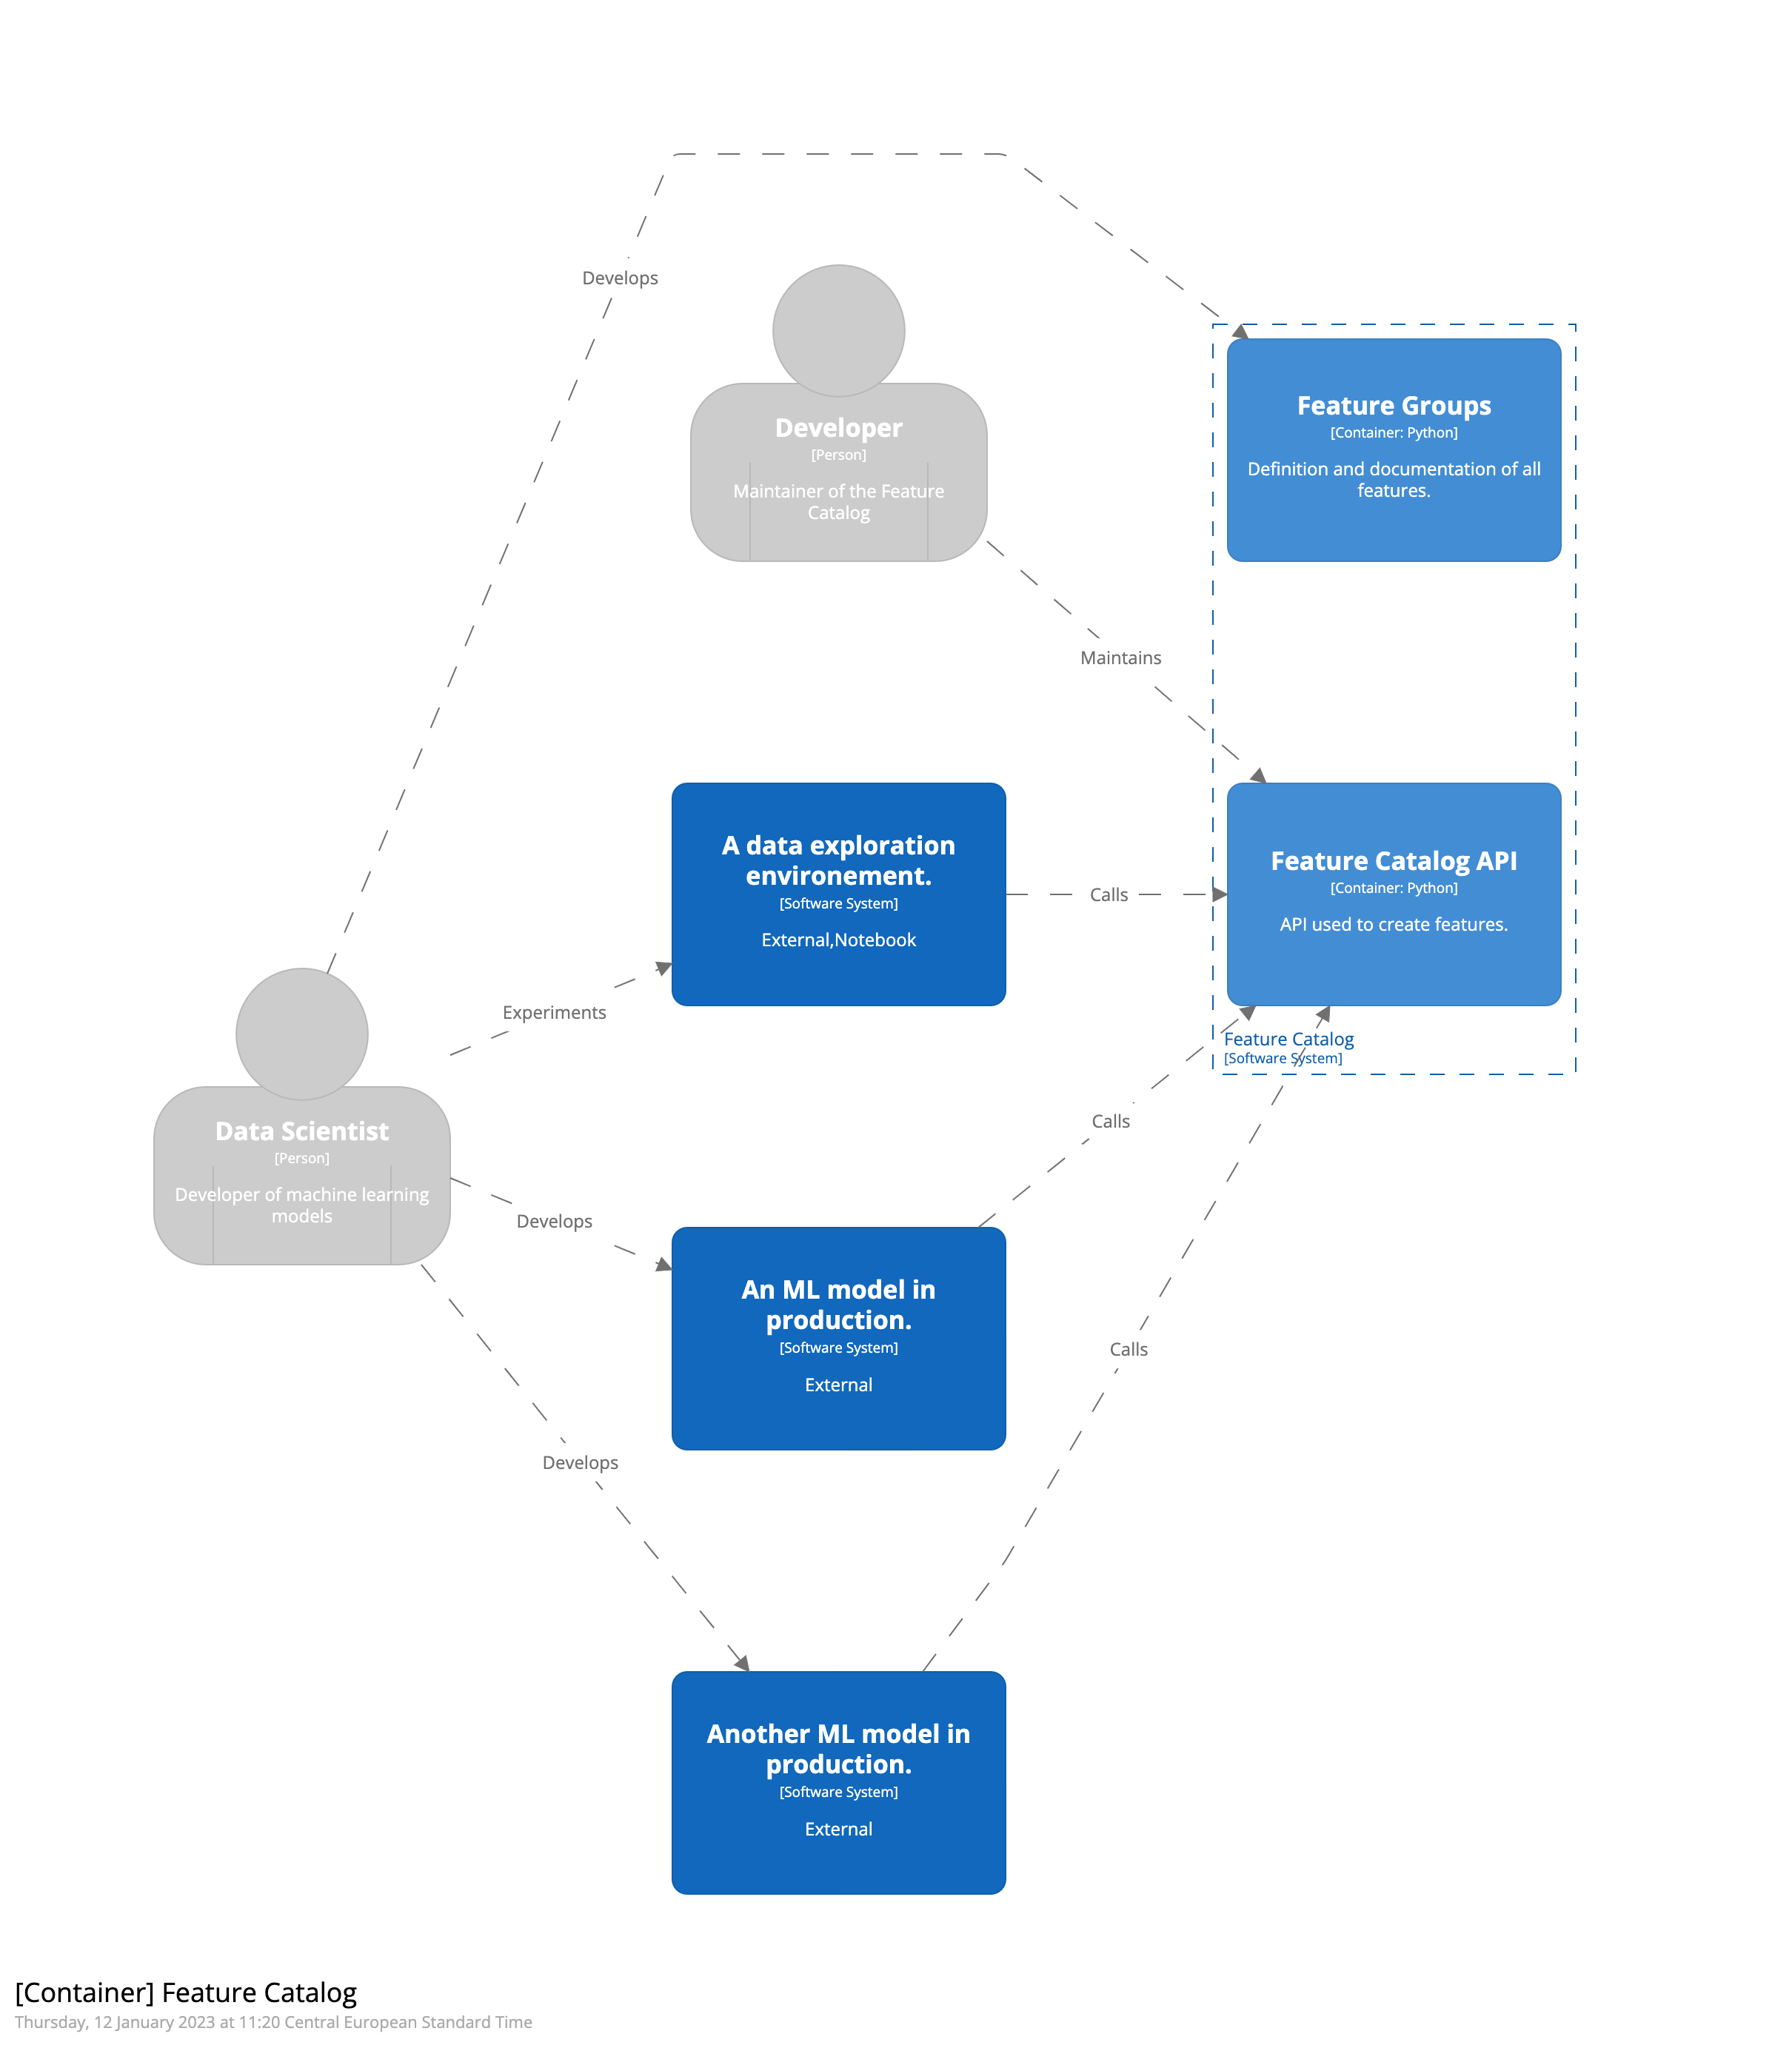 Develops
Developer
[Person]
Maintainer of the Feature
Catalog
Feature Groups
[Container: Python]
Definition and documentation of all
features.
Maintains
A data exploration
environement.
[Software System]
External,Notebook
Calls
Feature Catalog API
[Container: Python]
API used to create features.
Experiments
Feature Catalog
[Software System]
Data Scientist
[Person]
Developer of machine learning
models
Calls
Develops
An ML model in
production.
[Software System]
External
Calls
Develops
Another ML model in
production.
[Software System]
External
[Container] Feature Catalog
Thursday, 12 January 2023 at 11:20 Central European Standard Time